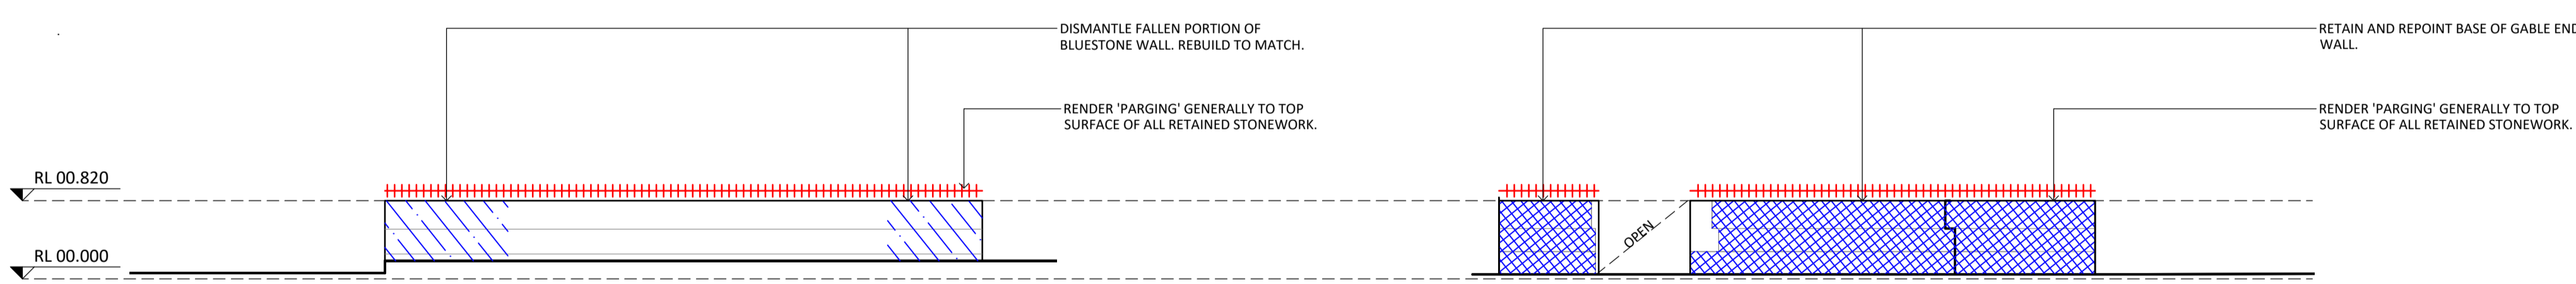 DISMANTLE FALLEN PORTION OF
BLUESTONE WALL. REBUILD TO MATCH.
RENDER 'PARGING' GENERALLY TO TOP
SURFACE OF ALL RETAINED STONEWORK.
RETAIN AND REPOINT BASE OF GABLE END
WALL.
RENDER 'PARGING' GENERALLY TO TOP
SURFACE OF ALL RETAINED STONEWORK.
RL 00.820
OPEN
RL 00.000